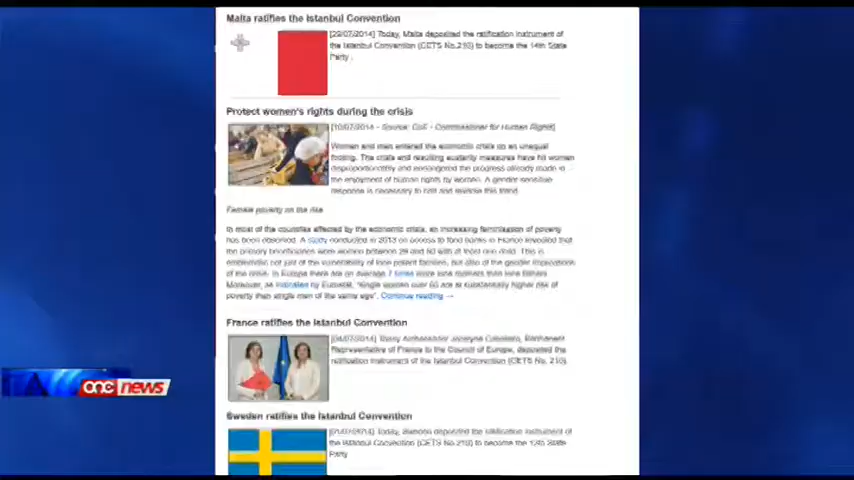 Malta ratifies the Istanbul Convention
[29/07/2014] Today, Malta deposited the ratification instrument of
the Istanbul Convention (CETS No.210) to become the 14th State
Party .
Protect women's rights during the crisis
[10/07/2014 - Source: CoE - Commissioner for Human Rights]
Women and men entered the economic crisis on an unequal
footing. The crisis and resulting austerity measures have hit women
disproportionately and endangered the progress already made in
the enjoyment of human rights by women. A gender sensitive
response is necessary to halt and reverse this trend.
Female poverty on the rise
In most of the countries affected by the economic crisis, an increasing feminisation of poverty
has been observed. A study conducted in 2013 on access to food banks in France revealed that
the primary beneficiaries were women between 26 and 50 with at least one child. This is
emblematic not just of the vulnerability of lone parent families, but also of the gender implications
of the crisis. In Europe there are on average 7 times more lone mothers than lone fathers
Moreover, as indicated by Eurostat, "single women over 60 are at substantially higher risk of
poverty than single men of the same age". Continue reading →
France ratifies the Istanbul Convention
[04/07/2014] Today Ambassador Jocelyne Caballero, Permanent
Representative of France to the Council of Europe, deposited the
ratification instrument of the Istanbul Convention (CETS No. 210).
one news
Sweden ratifies the Istanbul Convention
[01/07/2014] Today, Sweden deposited the ratification instrument of
the Istanbul Convention (CETS No.210) to become the State
Party